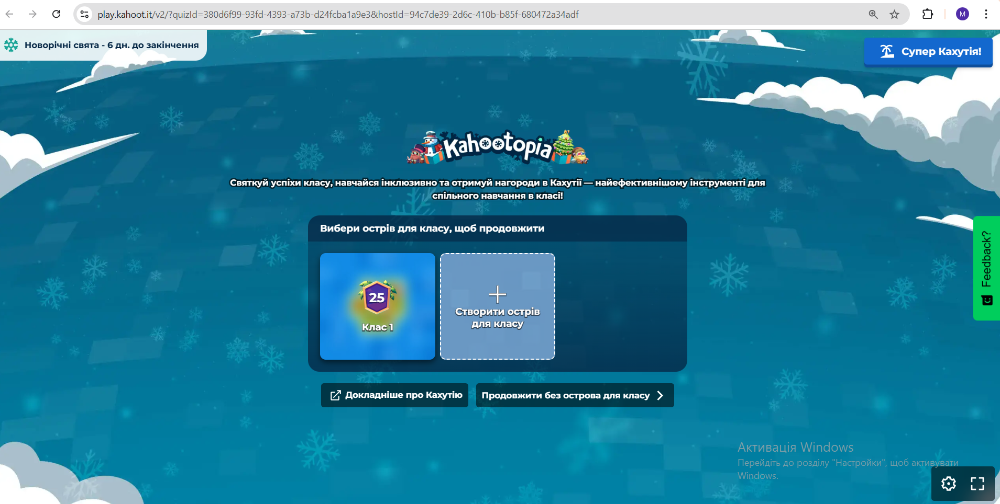 play.kahoot.it/v2/?quizId=380d6f99-93fd-4393-a73b-d24fcba1a9e3&hostId=94c7de39-2d6c-410b-b85f-680472a34adf
M
Новорічні свята - 6 дн. до закінчення
Супер Кахутія!
Kahootopia
Святкуй успіхи класу, навчайся інклюзивно та отримуй нагороди в Кахутії — найефективнішому інструменті для
спільного навчання в класі!
Вибери острів для класу, щоб продовжити
25
Клас 1
Створити острів
для класу
Докладніше про Кахутію
Продовжити без острова для класу
Feedback?
Активація Windows
Перейдіть до розділу "Настройки", щоб активувати
Windows.